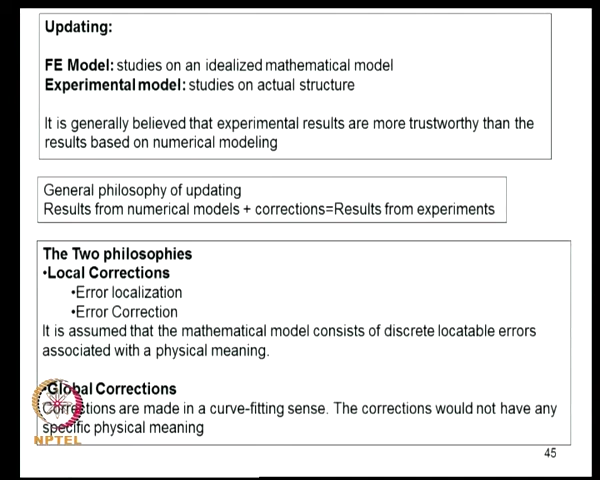 Updating:
FE Model: studies on an idealized mathematical model
Experimental model: studies on actual structure
It is generally believed that experimental results are more trustworthy than the
results based on numerical modeling
General philosophy of updating
Results from numerical models + corrections=Results from experiments
The Two philosophies
•Local Corrections
•Error localization
•Error Correction
It is assumed that the mathematical model consists of discrete locatable errors
associated with a physical meaning.
•Global Corrections
Corrections are made in a curve-fitting sense. The corrections would not have any
specific physical meaning
NPTEL
45